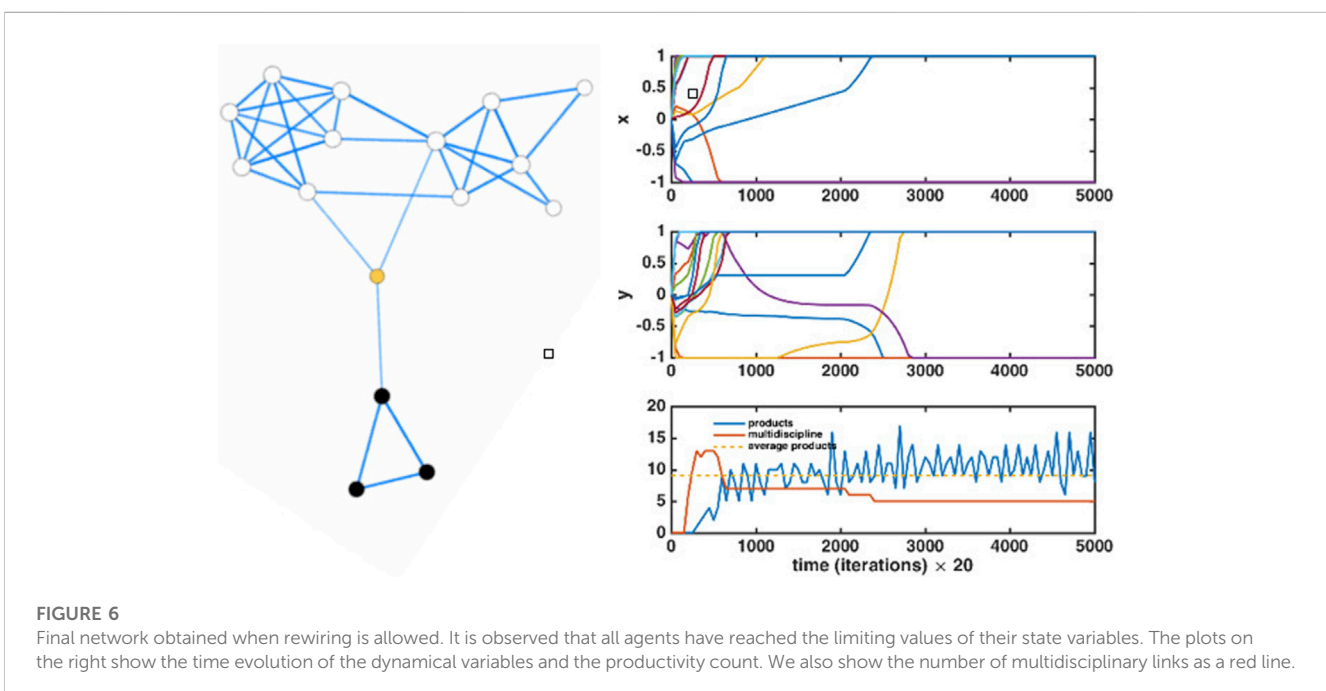 1
0.5
0
-0.5
-1
x
0 1000 2000 3000 4000 5000
1
0.5
0
-0.5
-1
y
0 1000 2000 3000 4000 5000
20
15
10
5
0
products
multidiscipline
average products
0 1000 2000 3000 4000 5000
time (iterations) × 20
FIGURE 6
Final network obtained when rewiring is allowed. It is observed that all agents have reached the limiting values of their state variables. The plots on
the right show the time evolution of the dynamical variables and the productivity count. We also show the number of multidisciplinary links as a red line.